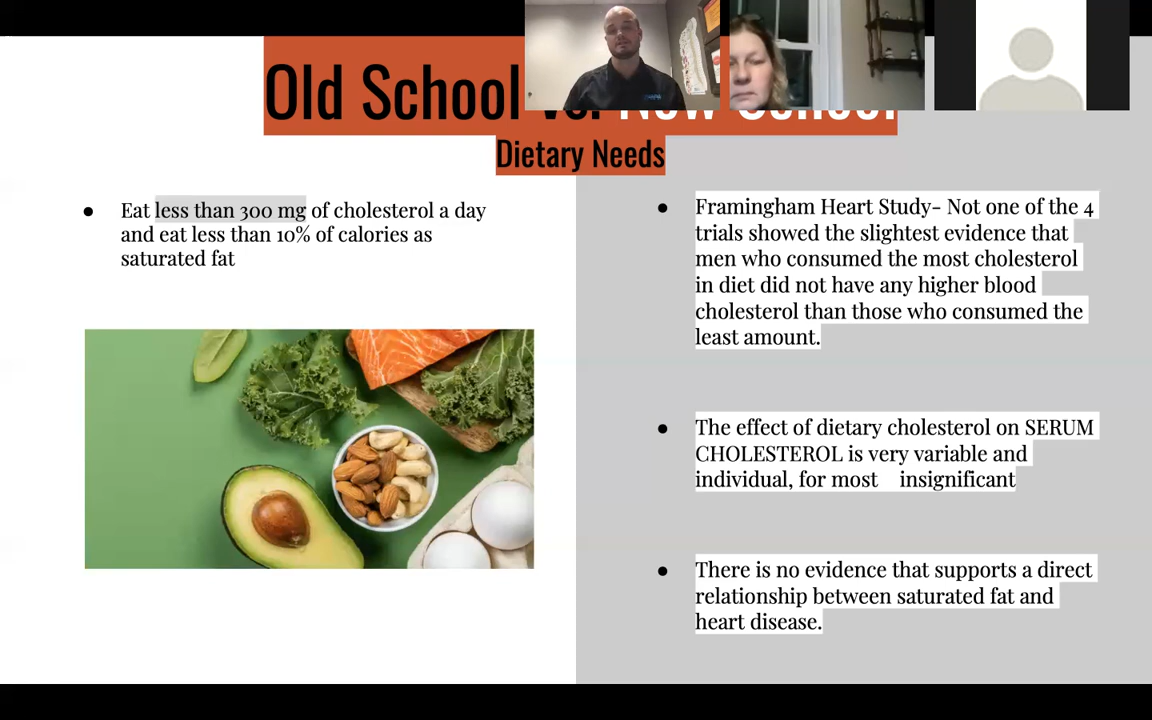 Old School vs. New School
Dietary Needs
● Eat less than 300 mg of cholesterol a day
and eat less than 10% of calories as
saturated fat
● Framingham Heart Study- Not one of the 4
trials showed the slightest evidence that
men who consumed the most cholesterol
in diet did not have any higher blood
cholesterol than those who consumed the
least amount.
● The effect of dietary cholesterol on SERUM
CHOLESTEROL is very variable and
individual, for most insignificant
● There is no evidence that supports a direct
relationship between saturated fat and
heart disease.